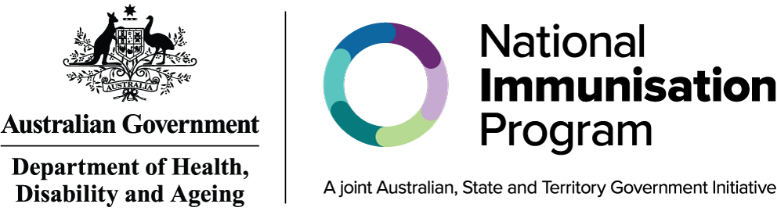 AUSTRALIA
Australian Government
Department of Health,
Disability and Ageing
National
Immunisation
Program
A joint Australian, State and Territory Government Initiative